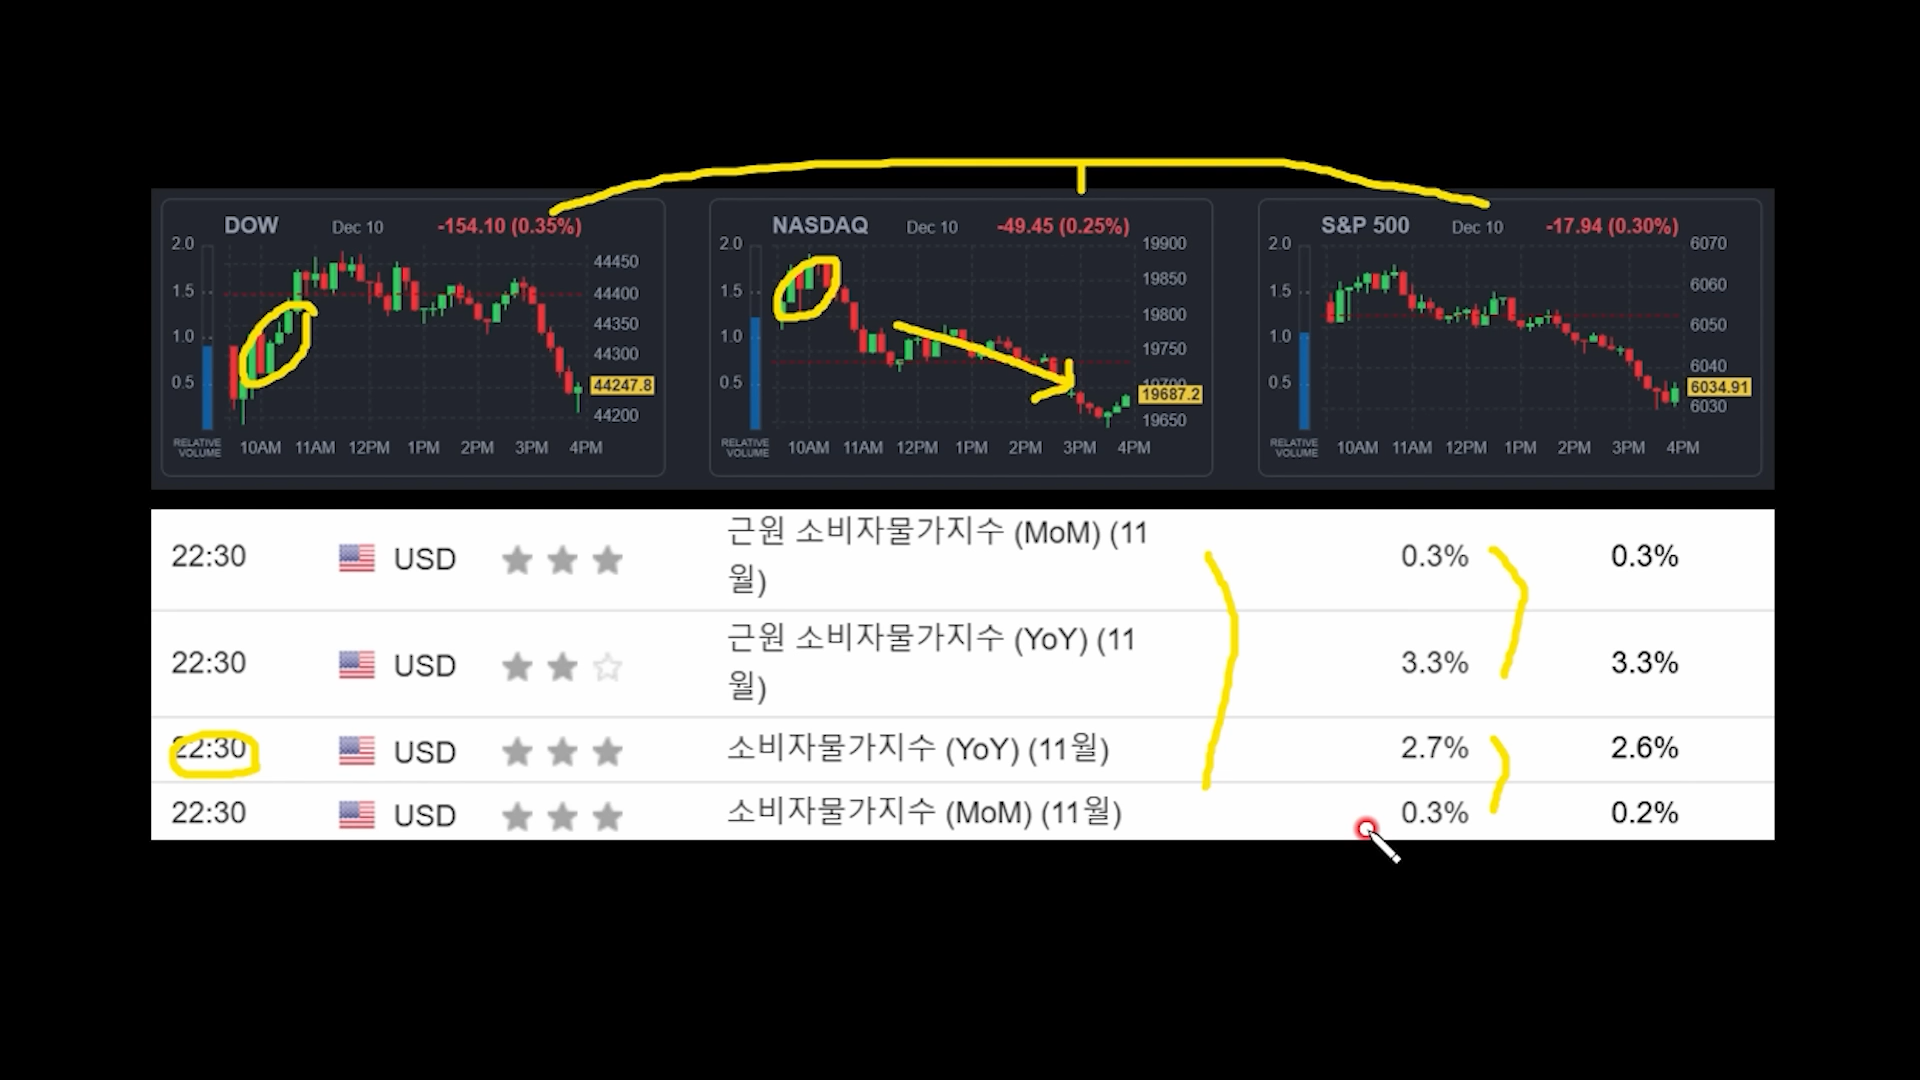 DOW Dec 10 -154.10 (0.35%)
2.0
1.5
1.0
0.5
44450
44400
44350
44300
44247.8
44200
RELATIVE
VOLUME
10AM 11AM 12PM 1PM 2PM 3PM 4PM
NASDAQ Dec 10 -49.45 (0.25%)
2.0
1.5
1.0
0.5
19900
19850
19800
19750
19700
19687.2
19650
RELATIVE
VOLUME
10AM 11AM 12PM 1PM 2PM 3PM 4PM
S&P 500 Dec 10 -17.94 (0.30%)
2.0
1.5
1.0
0.5
6070
6060
6050
6040
6034.91
6030
RELATIVE
VOLUME
10AM 11AM 12PM 1PM 2PM 3PM 4PM
22:30 USD 근원 소비자물가지수 (MoM) (11
월) 0.3% 0.3%
22:30 USD 근원 소비자물가지수 (YoY) (11
월) 3.3% 3.3%
22:30 USD 소비자물가지수 (YoY) (11월) 2.7% 2.6%
22:30 USD 소비자물가지수 (MoM) (11월) 0.3% 0.2%